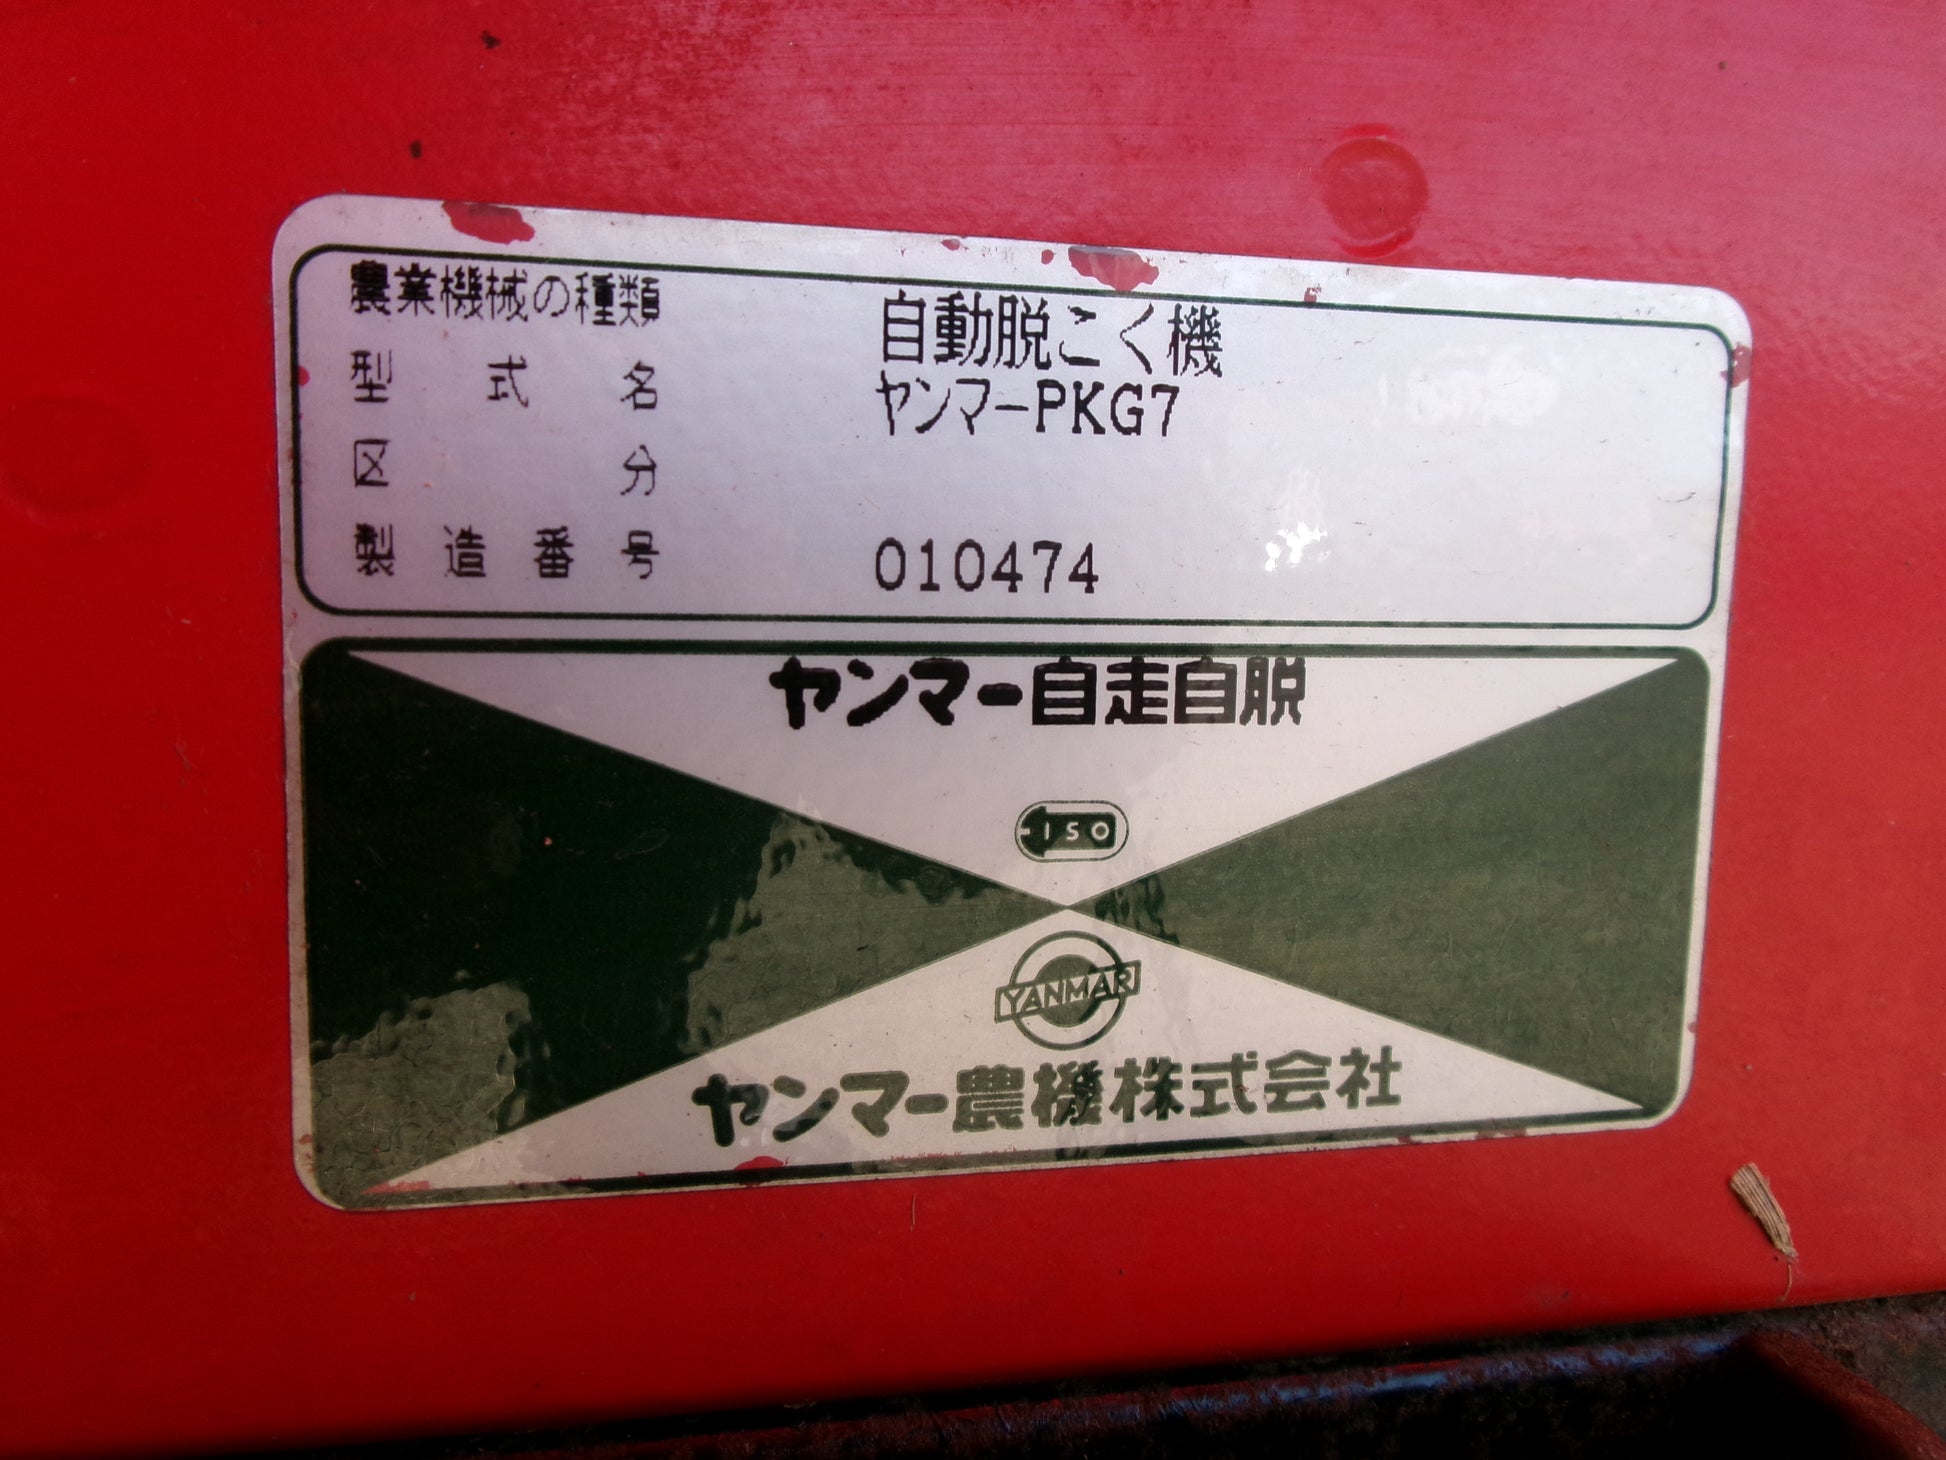 農業機械の種類 自動脱こく機
型式名 ヤンマーPKG7
区分
製造番号 010474
ヤンマー自走自脱
ISO
YANMAR
ヤンマー農機株式会社